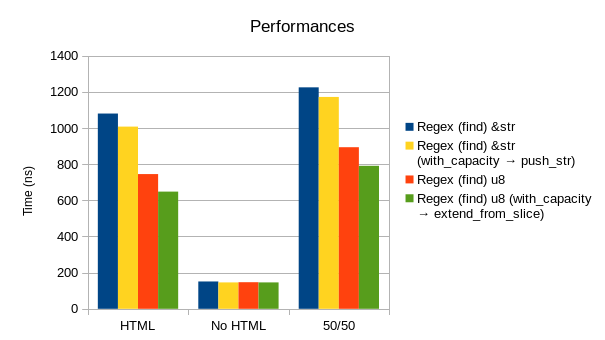 Performances
1400
1200
1000
800
600
400
200
0
Time (ns)
HTML
No HTML
50/50
Regex (find) &str
Regex (find) &str
(with_capacity → push_str)
Regex (find) u8
Regex (find) u8 (with_capacity
→ extend_from_slice)